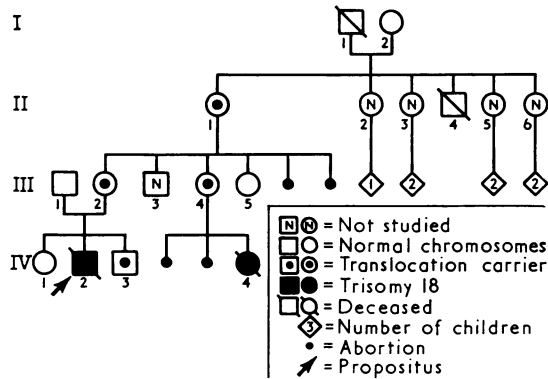 I
1 2
II
N N N N
1 2 3 4 5 6
III
N 1 2 2 2
1 2 3 4 5
IV
1 2 3 4
N N = Not studied
= Normal chromosomes
= Translocation carrier
= Trisomy 18
= Deceased
3 = Number of children
= Abortion
= Propositus